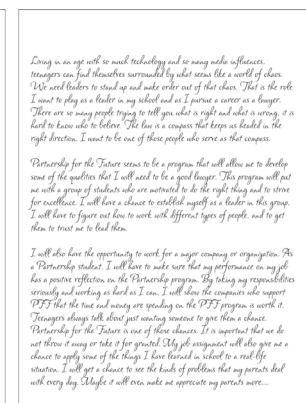 Living in an age with so much technology and so many media influences,
teenagers can find themselves surrounded by what seems like a world of chaos.
We need leaders to stand up and make order out of that chaos. That is the role
I want to play as a leader in my school and as I pursue a career as a lawyer.
There are so many people trying to tell you what is right and what is wrong, it is
hard to know who to believe. The law is a compass that keeps us headed in the
right direction. I want to be one of those people who serve as that compass.
Partnership for the Future seems to be a program that will allow me to develop
some of the qualities that I will need to be a good lawyer. This program will put
me with a group of students who are motivated to do the right thing and to strive
for excellence. I will have a chance to establish myself as a leader in this group.
I will have to figure out how to work with different types of people, and to get
them to trust me to lead them.
I will also have the opportunity to work for a major company or organization. As
a Partnership student, I will have to make sure that my performance on my job
has a positive reflection on the Partnership program. By taking my responsibilities
seriously and working as hard as I can, I will show the companies who support
PFF that the time and money are spending on the PFF program is worth it.
Teenagers always talk about just wanting someone to give them a chance.
Partnership for the Future is one of those chances. It is important that we do
not throw it away or take it for granted. My job assignment will also give me a
chance to apply some of the things I have learned in school to a real-life
situation. I will get a chance to see the kinds of problems that my parents deal
with every day. Maybe it will even make me appreciate my parents more....